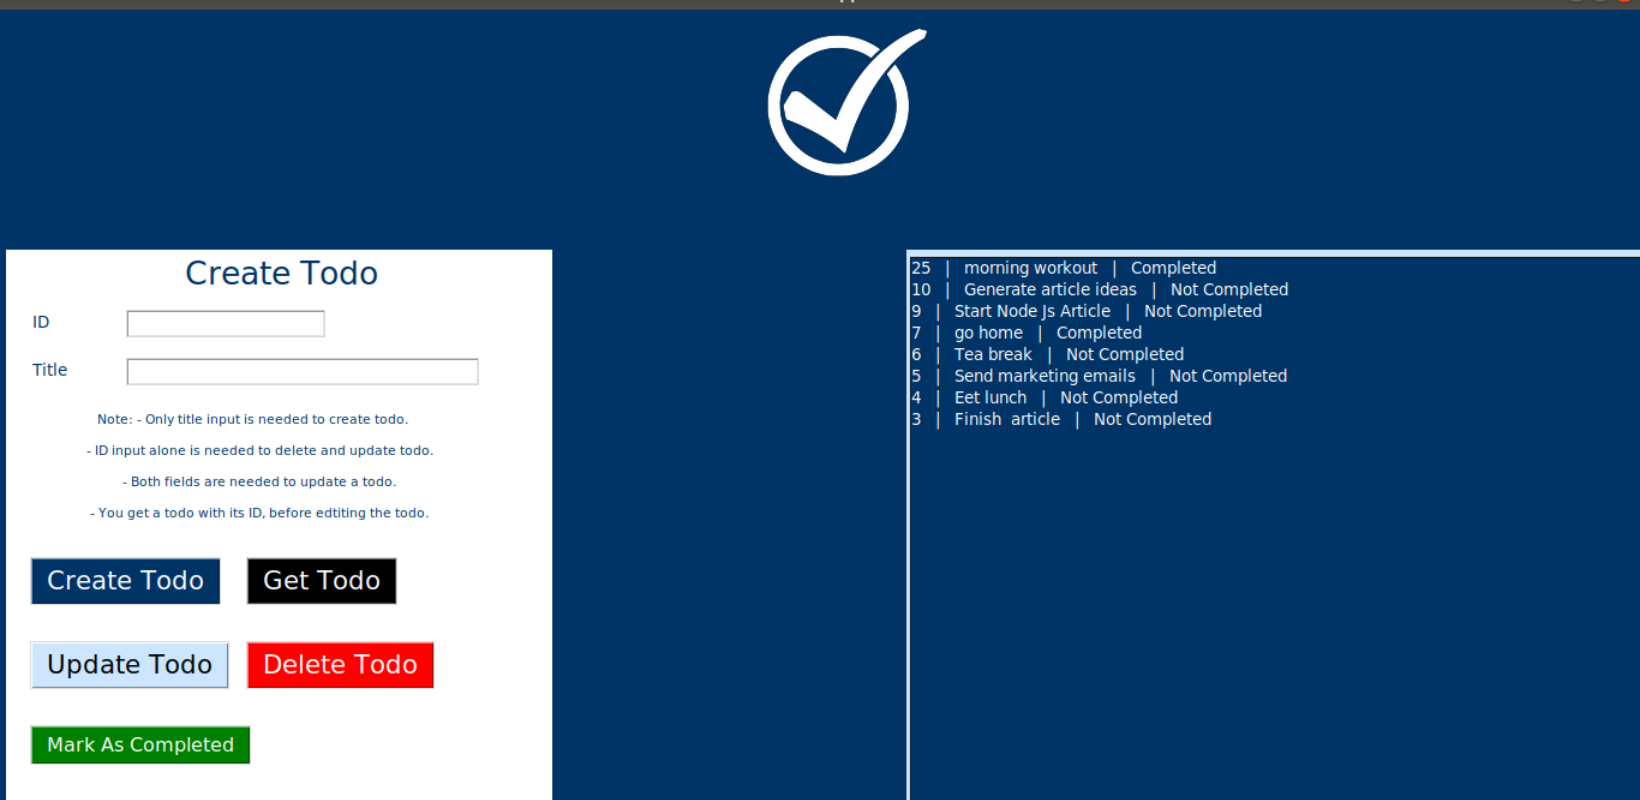 Create Todo
ID
Title
Note: - Only title input is needed to create todo.
- ID input alone is needed to delete and update todo.
- Both fields are needed to update a todo.
- You get a todo with its ID, before edtiting the todo.
Create Todo
Get Todo
Update Todo
Delete Todo
Mark As Completed
25 | morning workout | Completed
10 | Generate article ideas | Not Completed
9 | Start Node Js Article | Not Completed
7 | go home | Completed
6 | Tea break | Not Completed
5 | Send marketing emails | Not Completed
4 | Eet lunch | Not Completed
3 | Finish  article | Not Completed